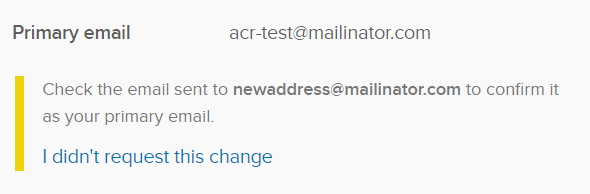 Primary email acr-test@mailinator.com
Check the email sent to newaddress@mailinator.com to confirm it
as your primary email.
I didn't request this change